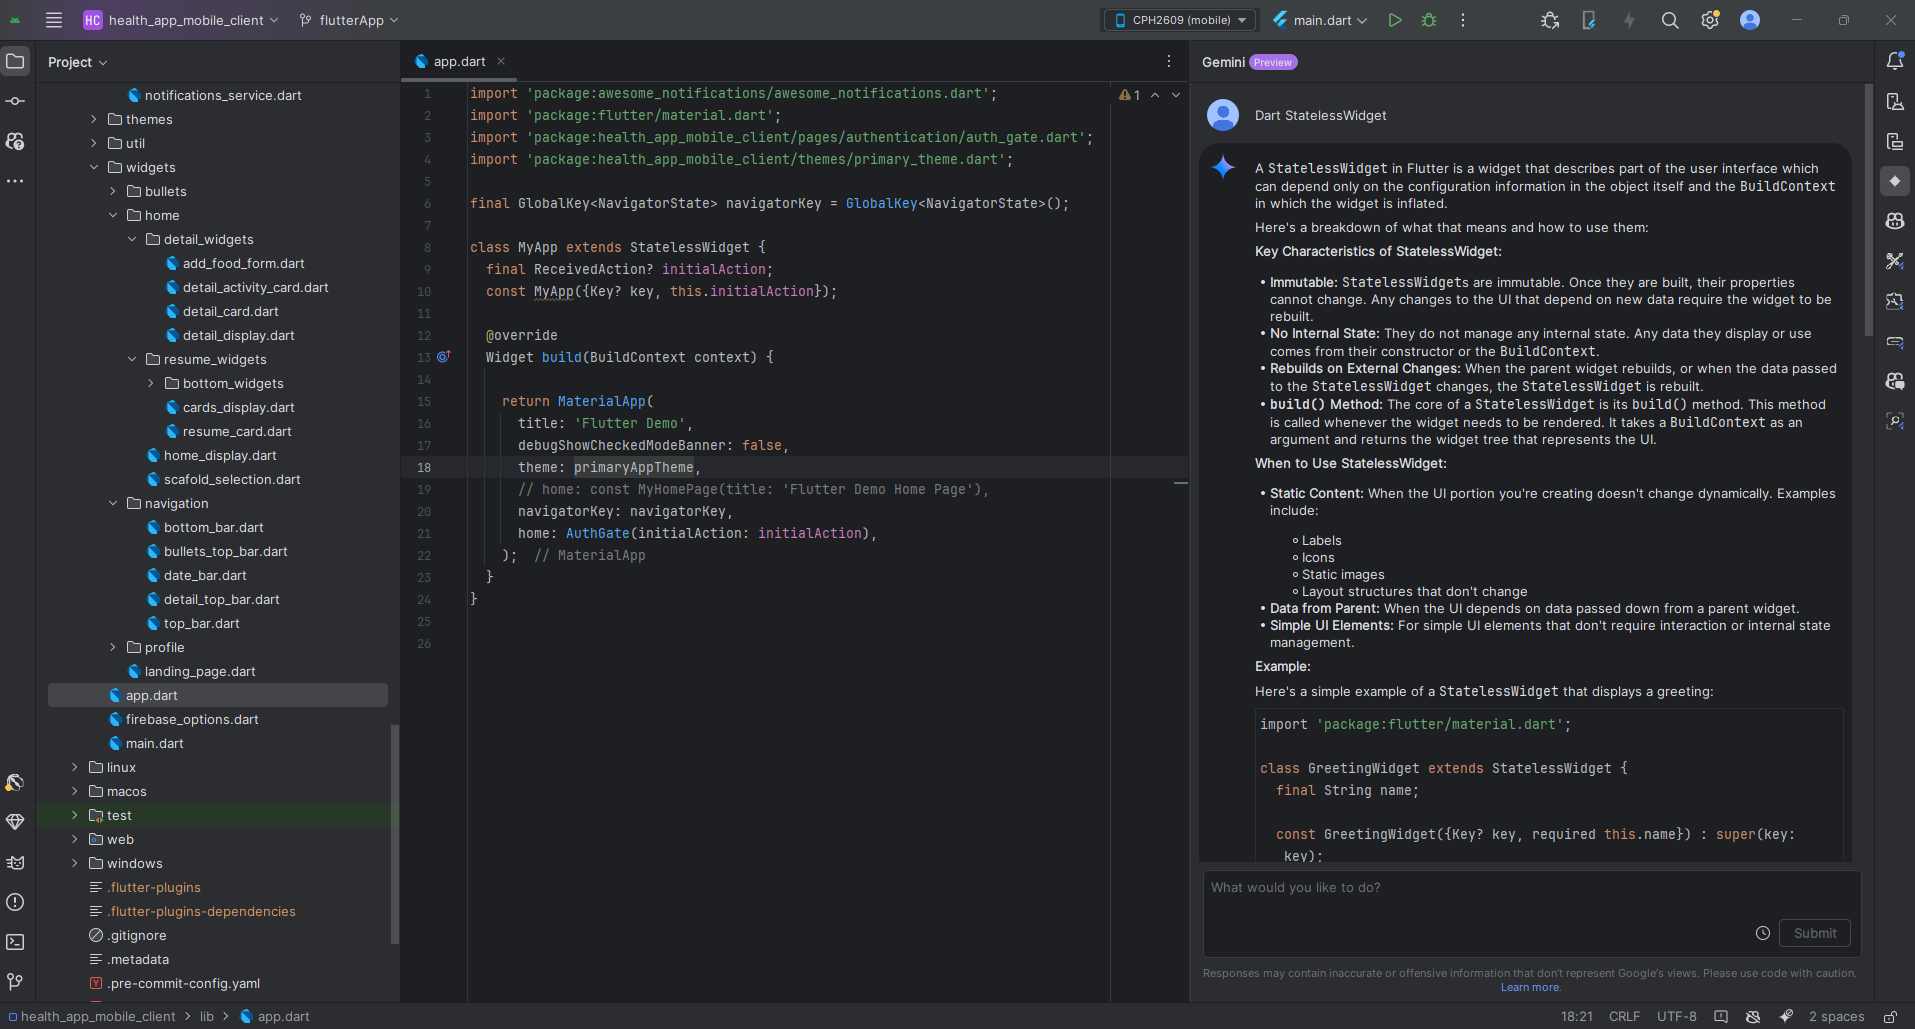 HC health_app_mobile_client flutterApp CPH2609 (mobile) main.dart
Project
notifications_service.dart
themes
util
widgets
bullets
home
detail_widgets
add_food_form.dart
detail_activity_card.dart
detail_card.dart
detail_display.dart
resume_widgets
bottom_widgets
cards_display.dart
resume_card.dart
home_display.dart
scafold_selection.dart
navigation
bottom_bar.dart
bullets_top_bar.dart
date_bar.dart
detail_top_bar.dart
top_bar.dart
profile
landing_page.dart
app.dart
firebase_options.dart
main.dart
linux
macos
test
web
windows
.flutter-plugins
.flutter-plugins-dependencies
.gitignore
.metadata
.pre-commit-config.yaml
app.dart
1
1 import 'package:awesome_notifications/awesome_notifications.dart';
2 import 'package:flutter/material.dart';
3 import 'package:health_app_mobile_client/pages/authentication/auth_gate.dart';
4 import 'package:health_app_mobile_client/themes/primary_theme.dart';
5
6 final GlobalKey<NavigatorState> navigatorKey = GlobalKey<NavigatorState>();
7
8 class MyApp extends StatelessWidget {
9 final ReceivedAction? initialAction;
10 const MyApp({Key? key, this.initialAction});
11
12 @override
13 Widget build(BuildContext context) {
14
15 return MaterialApp(
16 title: 'Flutter Demo',
17 debugShowCheckedModeBanner: false,
18 theme: primaryAppTheme,
19 // home: const MyHomePage(title: 'Flutter Demo Home Page'),
20 navigatorKey: navigatorKey,
21 home: AuthGate(initialAction: initialAction),
22 ); // MaterialApp
23 }
24 }
25
26
Gemini Preview
Dart StatelessWidget
A StatelessWidget in Flutter is a widget that describes part of the user interface which
can depend only on the configuration information in the object itself and the BuildContext
in which the widget is inflated.
Here's a breakdown of what that means and how to use them:
Key Characteristics of StatelessWidget:
• Immutable: StatelessWidgets are immutable. Once they are built, their properties
cannot change. Any changes to the UI that depend on new data require the widget to be
rebuilt.
• No Internal State: They do not manage any internal state. Any data they display or use
comes from their constructor or the BuildContext.
• Rebuilds on External Changes: When the parent widget rebuilds, or when the data passed
to the StatelessWidget changes, the StatelessWidget is rebuilt.
• build() Method: The core of a StatelessWidget is its build() method. This method
is called whenever the widget needs to be rendered. It takes a BuildContext as an
argument and returns the widget tree that represents the UI.
When to Use StatelessWidget:
• Static Content: When the UI portion you're creating doesn't change dynamically. Examples
include:
Labels
Icons
Static images
Layout structures that don't change
• Data from Parent: When the UI depends on data passed down from a parent widget.
• Simple UI Elements: For simple UI elements that don't require interaction or internal state
management.
Example:
Here's a simple example of a StatelessWidget that displays a greeting:
import 'package:flutter/material.dart';
class GreetingWidget extends StatelessWidget {
final String name;
const GreetingWidget({Key? key, required this.name}) : super(key:
key);
What would you like to do?
Submit
Responses may contain inaccurate or offensive information that don't represent Google's views. Please use code with caution.
Learn more.
health_app_mobile_client > lib > app.dart
18:21 CRLF UTF-8 2 spaces